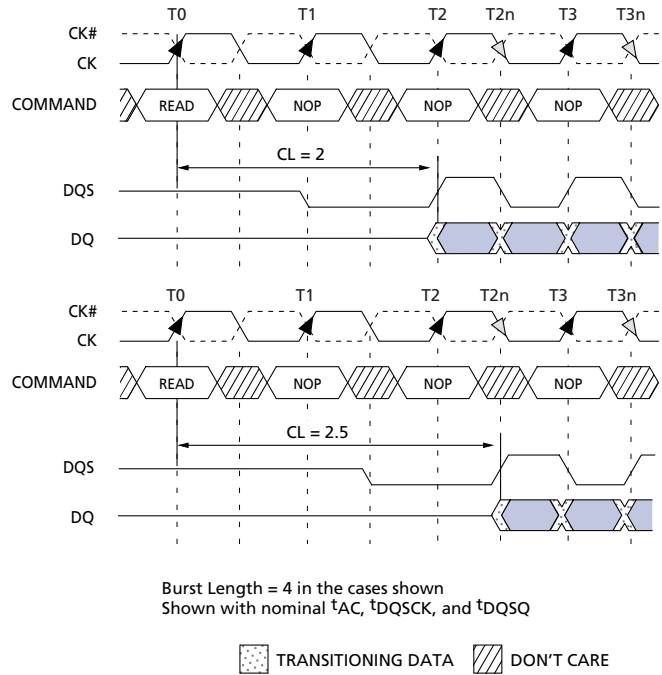 T0 T1 T2 T2n T3 T3n
CK#
CK
COMMAND READ NOP NOP NOP
CL = 2
DQS
DQ
T0 T1 T2 T2n T3 T3n
CK#
CK
COMMAND READ NOP NOP NOP
CL = 2.5
DQS
DQ
Burst Length = 4 in the cases shown
Shown with nominal tAC, tDQSCK, and tDQSQ
TRANSITIONING DATA DON'T CARE